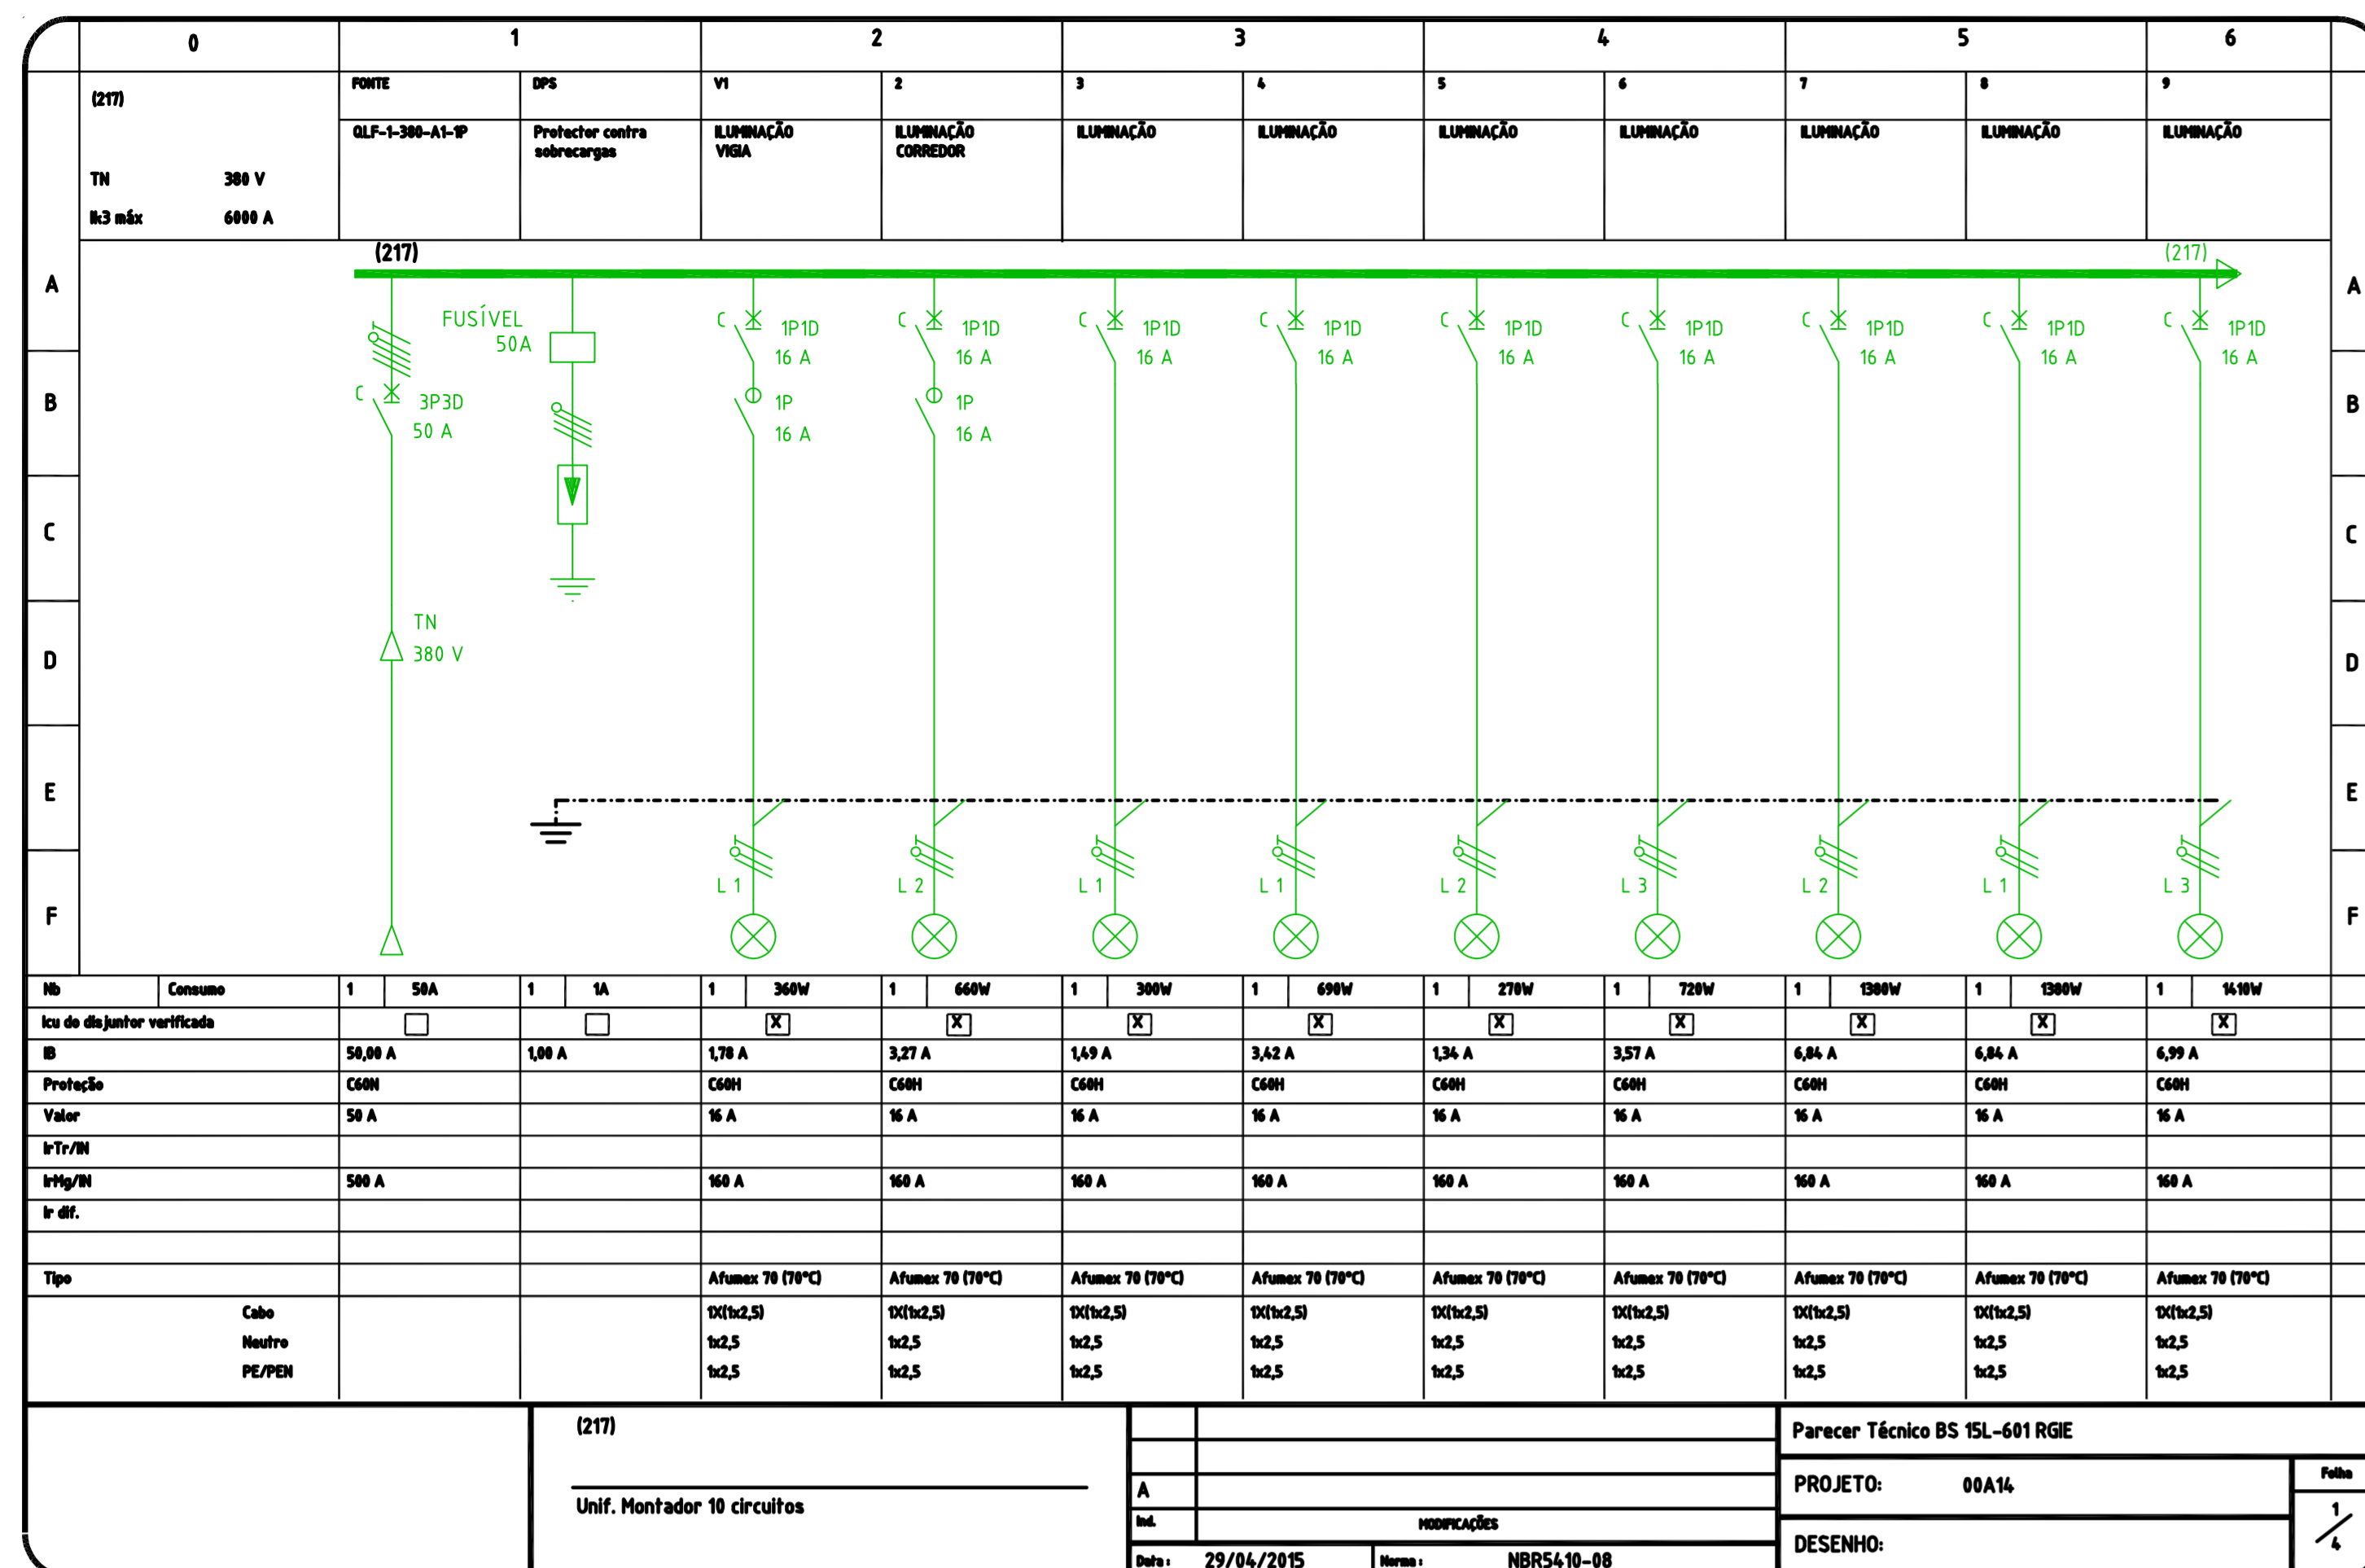 0 1 2 3 4 5 6
(217) FONTE DPS V1 2 3 4 5 6 7 8 9
QLF-1-380-A1-1P Protector contra ILUMINAÇÃO ILUMINAÇÃO ILUMINAÇÃO ILUMINAÇÃO ILUMINAÇÃO ILUMINAÇÃO ILUMINAÇÃO ILUMINAÇÃO ILUMINAÇÃO
sobrecargas VIGIA CORREDOR
TN 380 V
Ik3 máx 6000 A
(217) (217)
A A
FUSÍVEL C 1P1D C 1P1D C 1P1D C 1P1D C 1P1D C 1P1D C 1P1D C 1P1D C 1P1D
50A 16 A 16 A 16 A 16 A 16 A 16 A 16 A 16 A 16 A
B C 3P3D 1P 1P B
50 A 16 A 16 A
C C
TN
D 380 V D
E E
L 1 L 2 L 1 L 1 L 2 L 3 L 2 L 1 L 3
F F
Nb Consumo 1 50A 1 1A 1 360W 1 660W 1 300W 1 690W 1 270W 1 720W 1 1380W 1 1380W 1 1410W
Icu do disjuntor verificada X X X X X X X X X
IB 50,00 A 1,00 A 1,78 A 3,27 A 1,49 A 3,42 A 1,34 A 3,57 A 6,84 A 6,84 A 6,99 A
Proteção C60N C60H C60H C60H C60H C60H C60H C60H C60H C60H
Valor 50 A 16 A 16 A 16 A 16 A 16 A 16 A 16 A 16 A 16 A
IrTr/IN
IrMg/IN 500 A 160 A 160 A 160 A 160 A 160 A 160 A 160 A 160 A 160 A
Ir dif.
Tipo Afumex 70 (70°C) Afumex 70 (70°C) Afumex 70 (70°C) Afumex 70 (70°C) Afumex 70 (70°C) Afumex 70 (70°C) Afumex 70 (70°C) Afumex 70 (70°C) Afumex 70 (70°C)
Cabo 1X(1x2,5) 1X(1x2,5) 1X(1x2,5) 1X(1x2,5) 1X(1x2,5) 1X(1x2,5) 1X(1x2,5) 1X(1x2,5) 1X(1x2,5)
Neutro 1x2,5 1x2,5 1x2,5 1x2,5 1x2,5 1x2,5 1x2,5 1x2,5 1x2,5
PE/PEN 1x2,5 1x2,5 1x2,5 1x2,5 1x2,5 1x2,5 1x2,5 1x2,5 1x2,5
(217)
Unif. Montador 10 circuitos
A
Ind. MODIFICAÇÕES
Data : 29/04/2015 Norma : NBR5410-08
Parecer Técnico BS 15L-601 RGIE
PROJETO: 00A14
DESENHO:
Folha
1/4